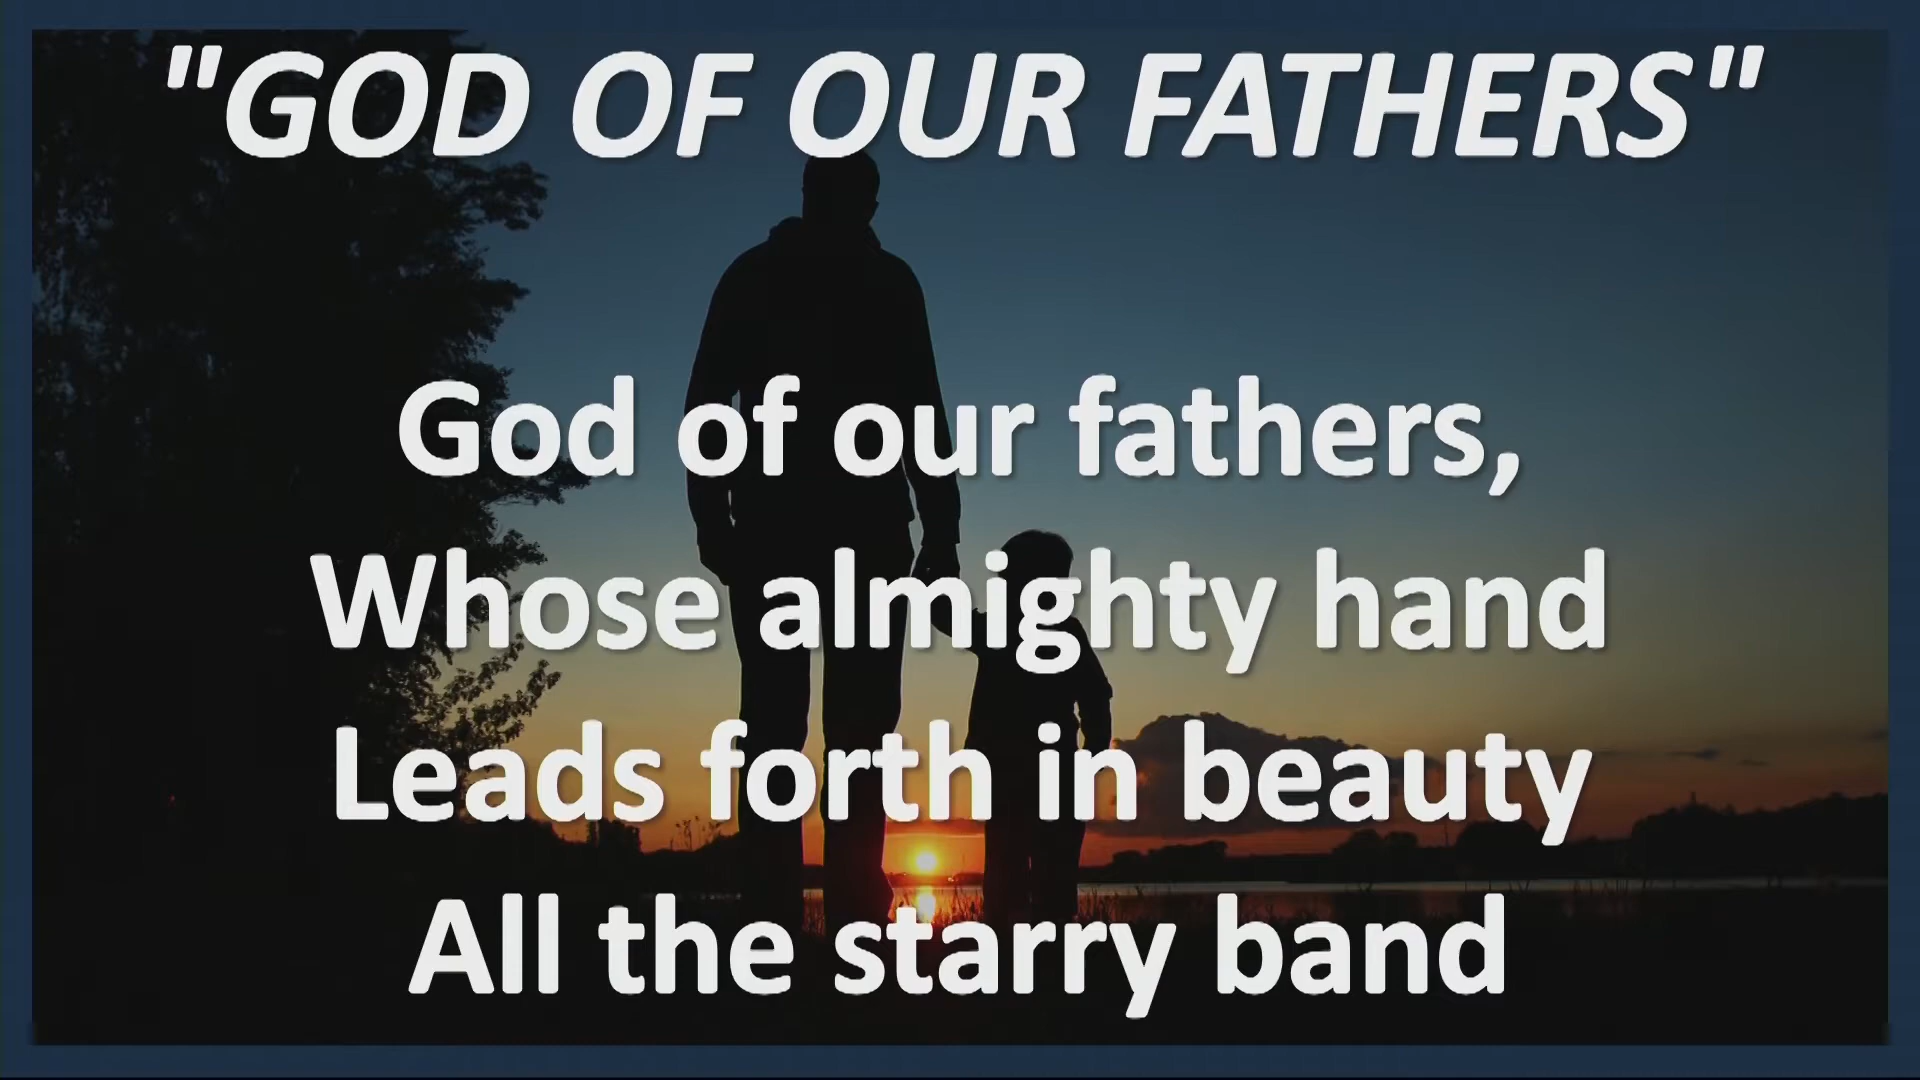 "GOD OF OUR FATHERS"
God of our fathers,
Whose almighty hand
Leads forth in beauty
All the starry band